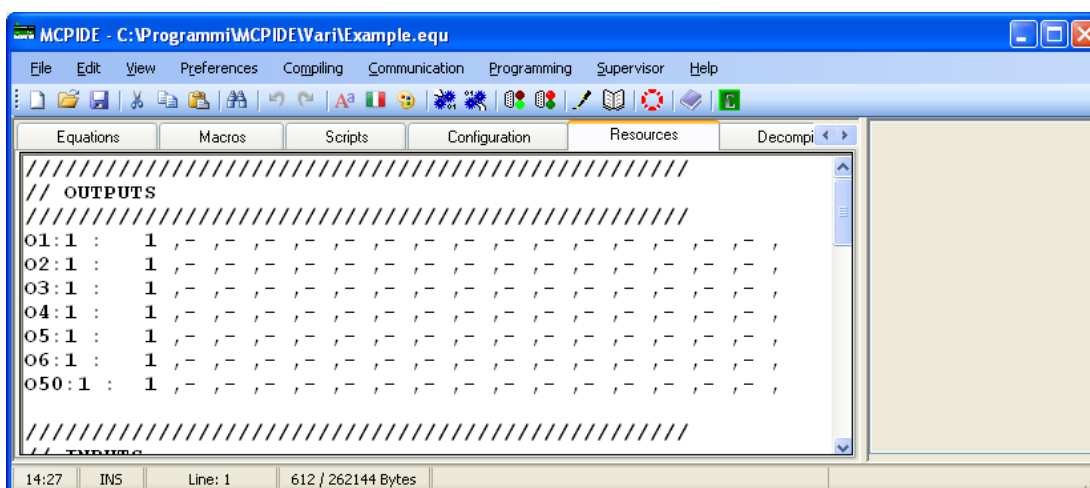 MCPIDE - C:\Programmi\MCPIDE\Vari\Example.equ
File Edit View Preferences Compiling Communication Programming Supervisor Help
Equations Macros Scripts Configuration Resources Decompi
////////////////////////////////////////////////////
// OUTPUTS
////////////////////////////////////////////////////
O1:1 : 1 ,- ,- ,- ,- ,- ,- ,- ,- ,- ,- ,- ,- ,- ,- ,- ,
O2:1 : 1 ,- ,- ,- ,- ,- ,- ,- ,- ,- ,- ,- ,- ,- ,- ,- ,
O3:1 : 1 ,- ,- ,- ,- ,- ,- ,- ,- ,- ,- ,- ,- ,- ,- ,- ,
O4:1 : 1 ,- ,- ,- ,- ,- ,- ,- ,- ,- ,- ,- ,- ,- ,- ,- ,
O5:1 : 1 ,- ,- ,- ,- ,- ,- ,- ,- ,- ,- ,- ,- ,- ,- ,- ,
O6:1 : 1 ,- ,- ,- ,- ,- ,- ,- ,- ,- ,- ,- ,- ,- ,- ,- ,
O50:1 : 1 ,- ,- ,- ,- ,- ,- ,- ,- ,- ,- ,- ,- ,- ,- ,- ,
////////////////////////////////////////////////////
// INPUTS
14:27 INS Line: 1 612 / 262144 Bytes